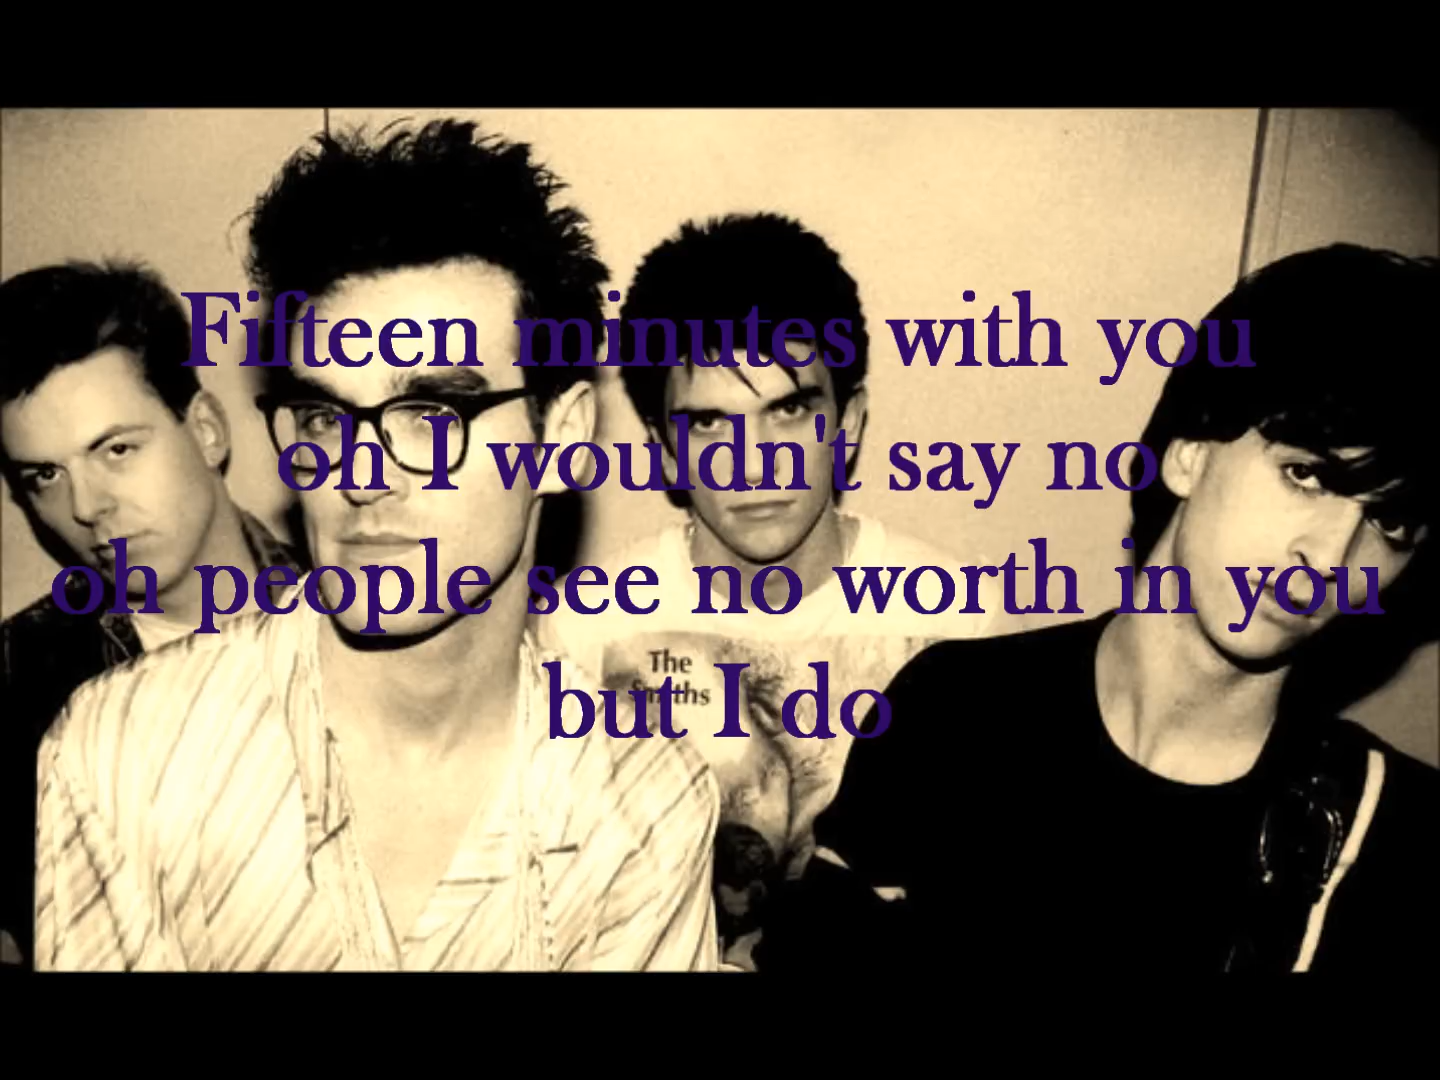 Fifteen minutes with you
oh I wouldn't say no
oh people see no worth in you
The
Smiths
but I do